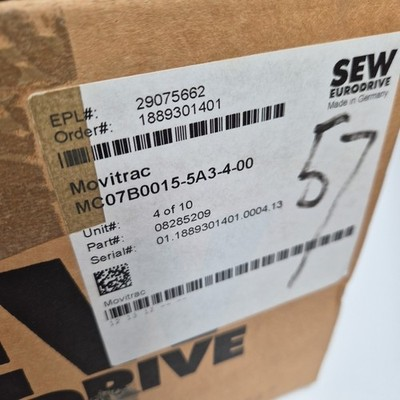 SEW
EURODRIVE
Made in Germany
EPL#: 29075662
Order#: 1889301401
Movitrac
MC07B0015-5A3-4-00
Unit#: 4 of 10
Part#: 08285209
Serial#: 01.1889301401.0004.13
Movitrac
57
DRIVE